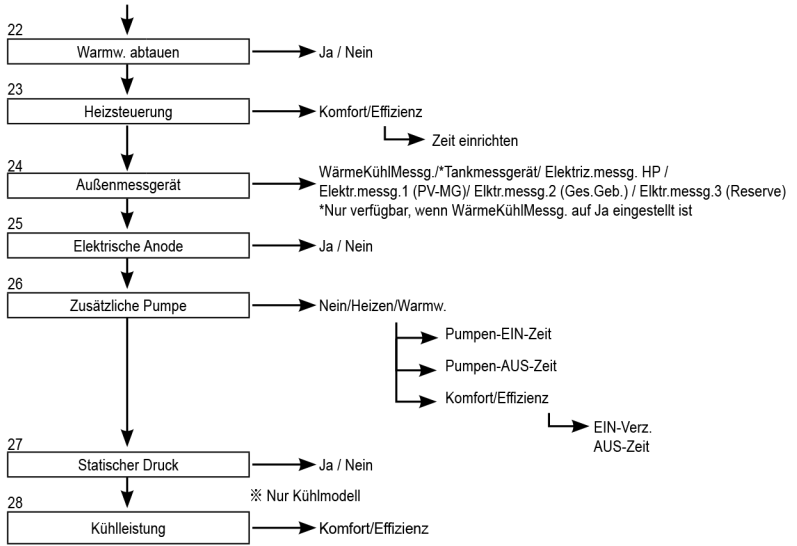 22
Warmw. abtauen
Ja / Nein
23
Heizsteuerung
Komfort/Effizienz
Zeit einrichten
24
Außenmessgerät
WärmeKühlMessg./*Tankmessgerät/ Elektriz.messg. HP /
Elektr.messg.1 (PV-MG)/ Elktr.messg.2 (Ges.Geb.) / Elktr.messg.3 (Reserve)
*Nur verfügbar, wenn WärmeKühlMessg. auf Ja eingestellt ist
25
Elektrische Anode
Ja / Nein
26
Zusätzliche Pumpe
Nein/Heizen/Warmw.
Pumpen-EIN-Zeit
Pumpen-AUS-Zeit
Komfort/Effizienz
EIN-Verz.
AUS-Zeit
27
Statischer Druck
Ja / Nein
※ Nur Kühlmodell
28
Kühlleistung
Komfort/Effizienz